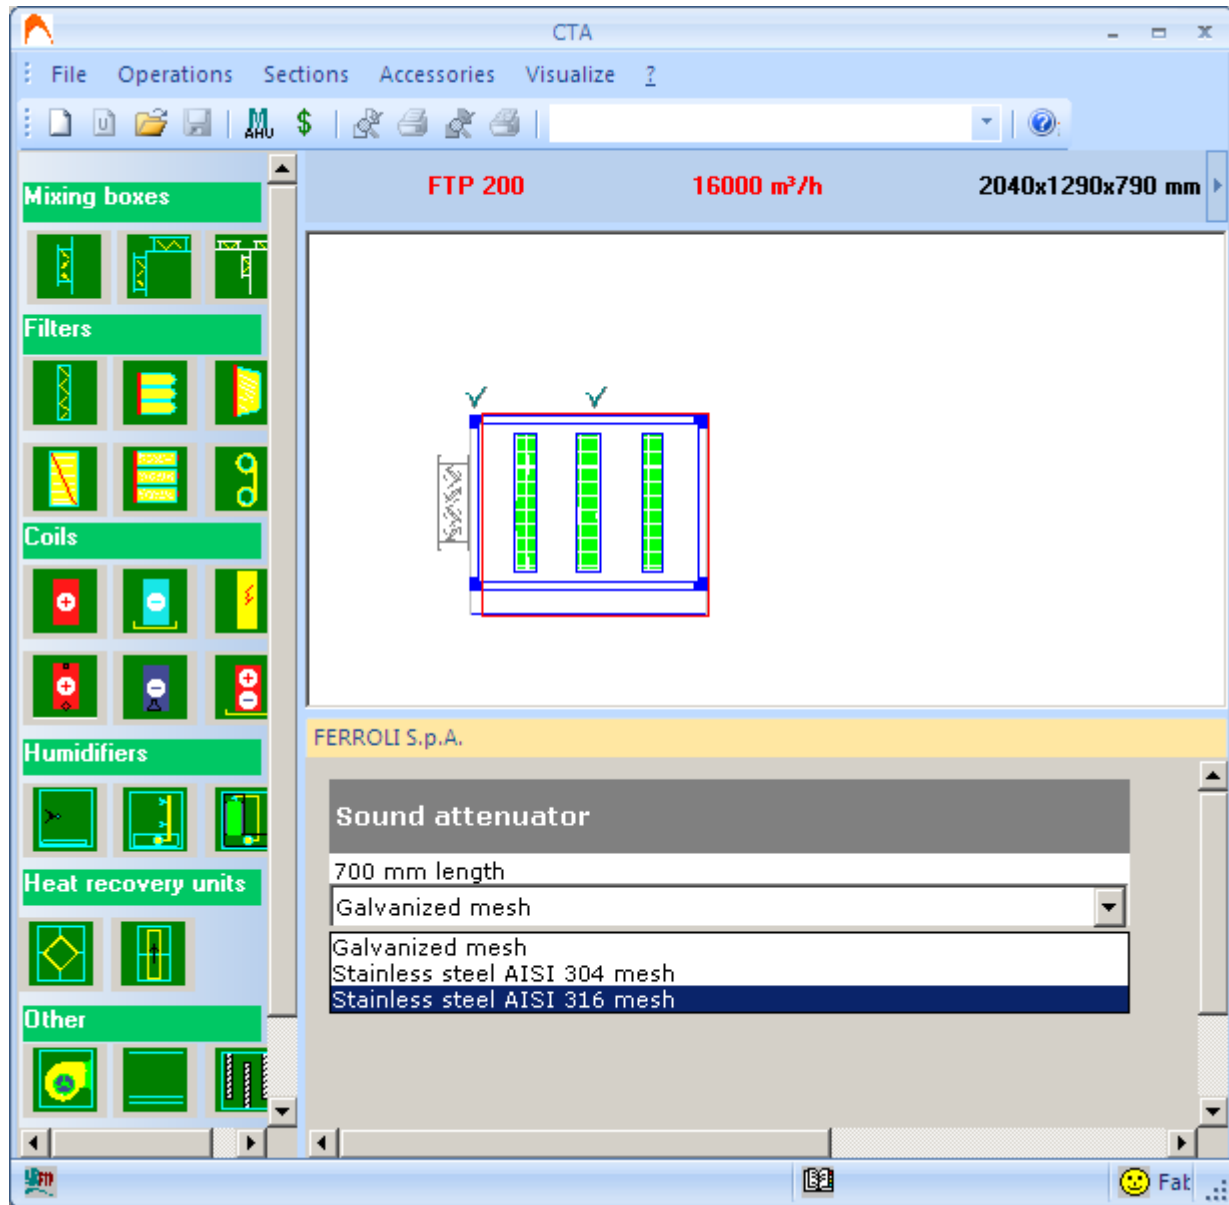 CTA
File Operations Sections Accessories Visualize ?
U M AHU $
FTP 200 16000 m³/h 2040x1290x790 mm
Mixing boxes
Filters
Coils
Humidifiers
Heat recovery units
Other
FERROLI S.p.A.
Sound attenuator
700 mm length
Galvanized mesh
Galvanized mesh
Stainless steel AISI 304 mesh
Stainless steel AISI 316 mesh